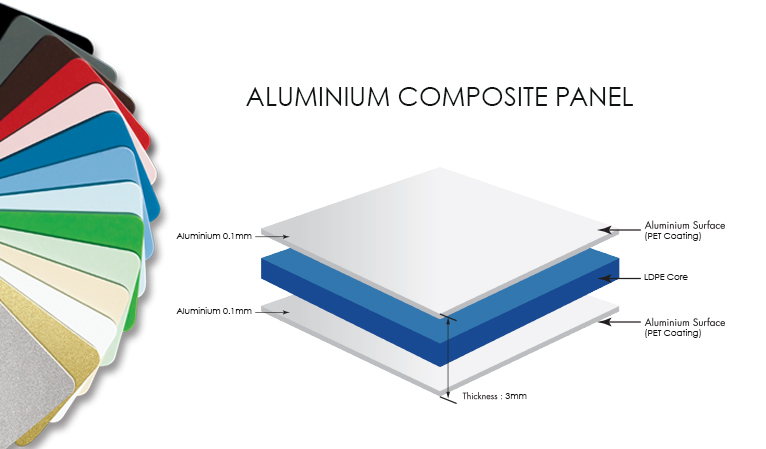 ALUMINIUM COMPOSITE PANEL
Aluminium Surface
(PET Coating)
Aluminium 0.1mm
LDPE Core
Aluminium 0.1mm
Aluminium Surface
(PET Coating)
Thickness : 3mm